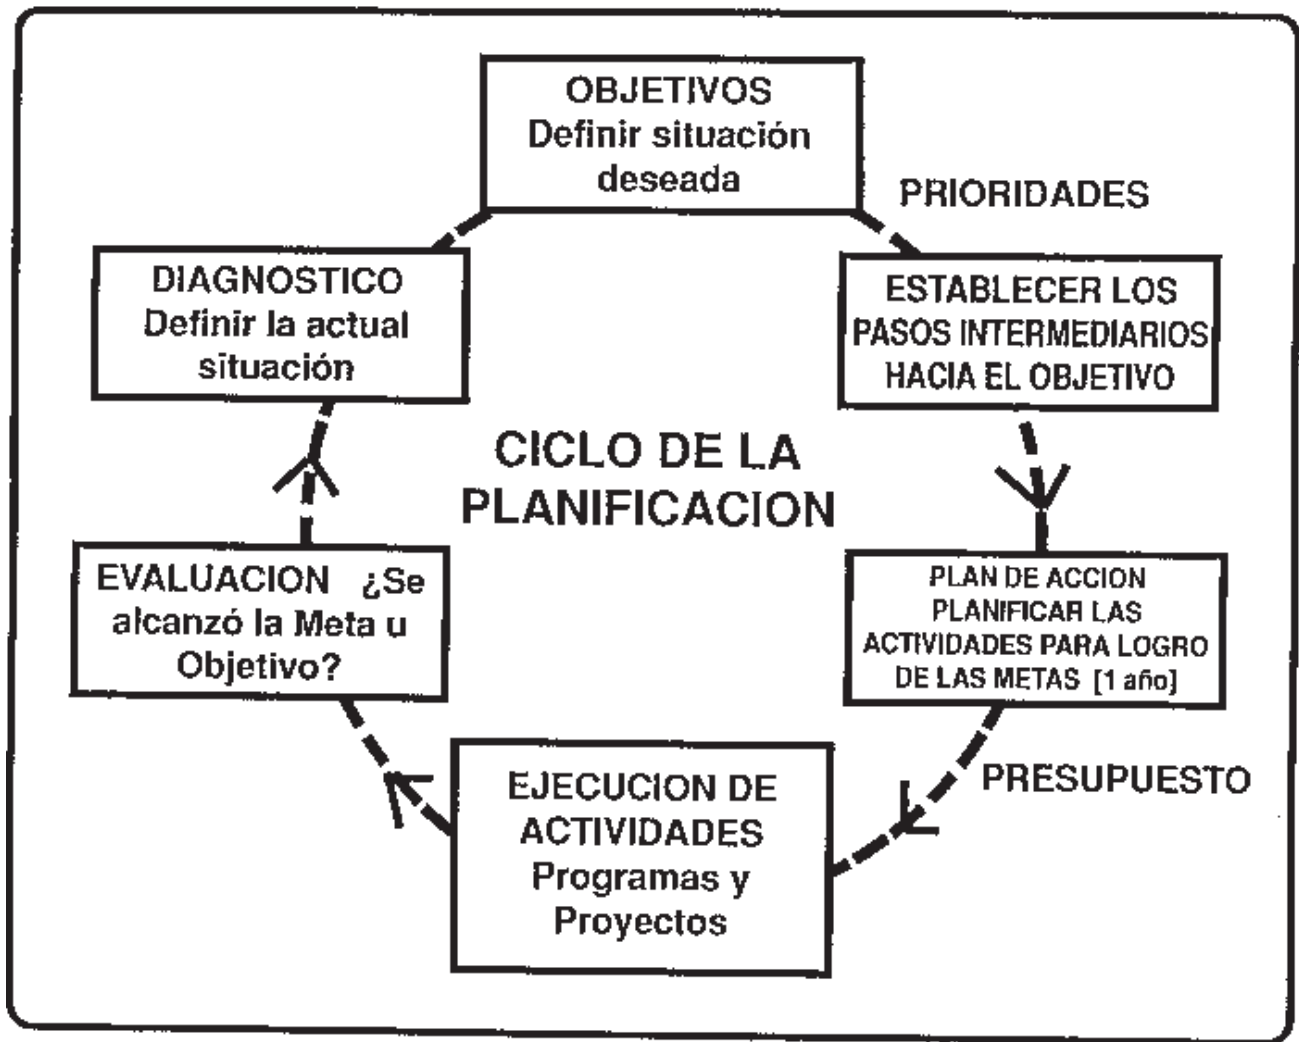 OBJETIVOS
Definir situación
deseada
PRIORIDADES
ESTABLECER LOS
PASOS INTERMEDIARIOS
HACIA EL OBJETIVO
DIAGNOSTICO
Definir la actual
situación
CICLO DE LA
PLANIFICACION
EVALUACION ¿Se
alcanzó la Meta u
Objetivo?
PLAN DE ACCION
PLANIFICAR LAS
ACTIVIDADES PARA LOGRO
DE LAS METAS [1 año]
PRESUPUESTO
EJECUCION DE
ACTIVIDADES
Programas y
Proyectos